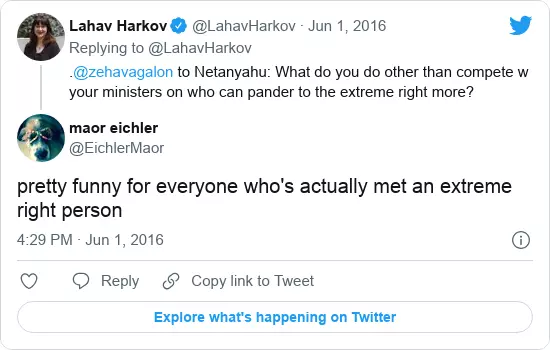 Lahav Harkov @LahavHarkov · Jun 1, 2016
Replying to @LahavHarkov
.@zehavagalon to Netanyahu: What do you do other than compete w
your ministers on who can pander to the extreme right more?
maor eichler
@EichlerMaor
pretty funny for everyone who's actually met an extreme
right person
4:29 PM · Jun 1, 2016
Reply
Copy link to Tweet
Explore what's happening on Twitter